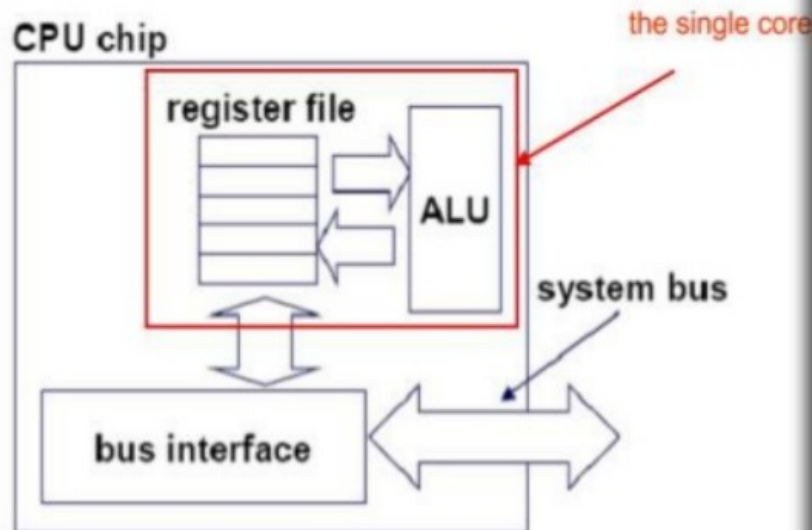 the single core
CPU chip
register file
ALU
system bus
bus interface